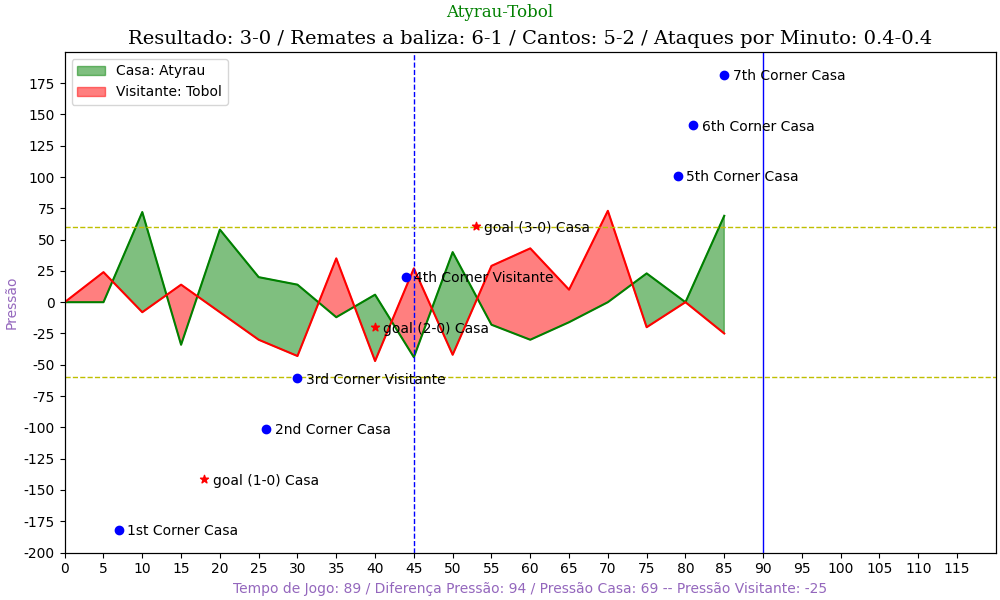 Atyrau-Tobol
Resultado: 3-0 / Remates a baliza: 6-1 / Cantos: 5-2 / Ataques por Minuto: 0.4-0.4
Casa: Atyrau
Visitante: Tobol
7th Corner Casa
6th Corner Casa
5th Corner Casa
goal (3-0) Casa
4th Corner Visitante
goal (2-0) Casa
3rd Corner Visitante
2nd Corner Casa
goal (1-0) Casa
1st Corner Casa
Pressão
175
150
125
100
75
50
25
0
-25
-50
-75
-100
-125
-150
-175
-200
0 5 10 15 20 25 30 35 40 45 50 55 60 65 70 75 80 85 90 95 100 105 110 115
Tempo de Jogo: 89 / Diferença Pressão: 94 / Pressão Casa: 69 -- Pressão Visitante: -25